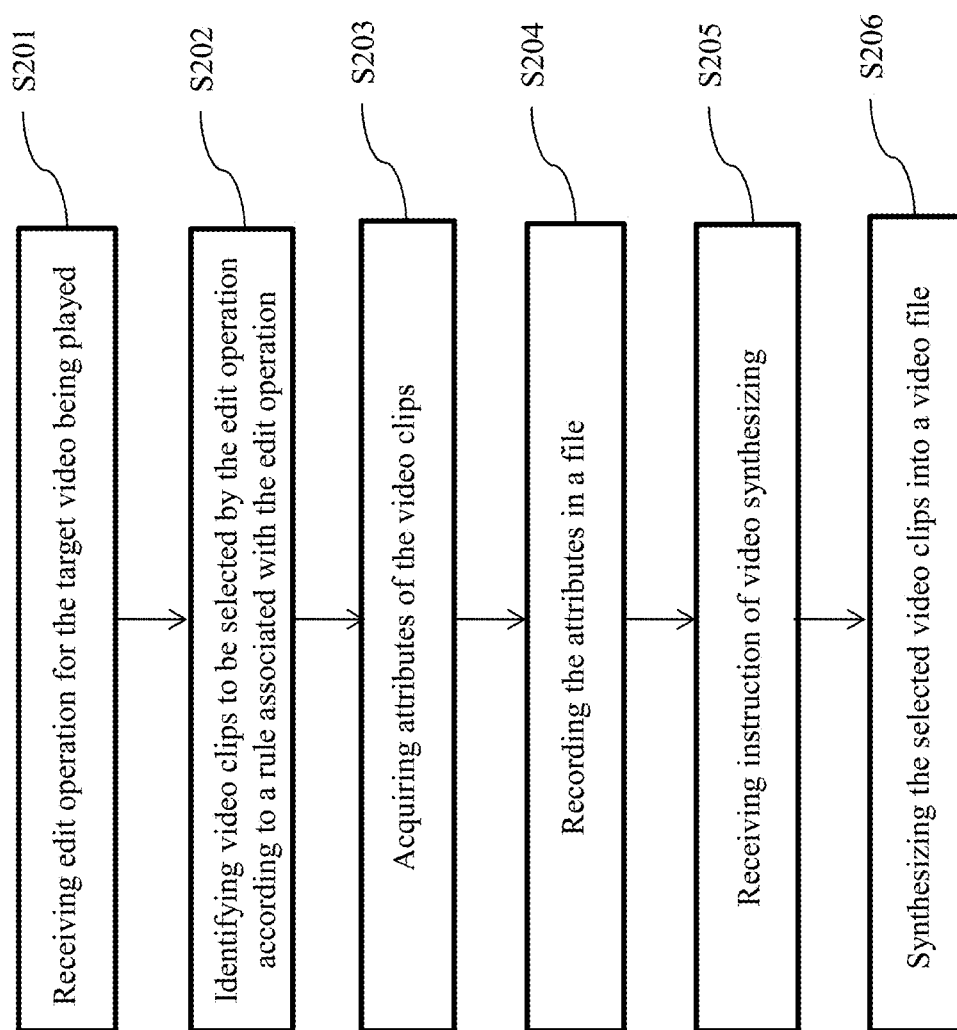 S201
Receiving edit operation for the target video being played
S202
Identifying video clips to be selected by the edit operation
according to a rule associated with the edit operation
S203
Acquiring attributes of the video clips
S204
Recording the attributes in a file
S205
Receiving instruction of video synthesizing
S206
Synthesizing the selected video clips into a video file